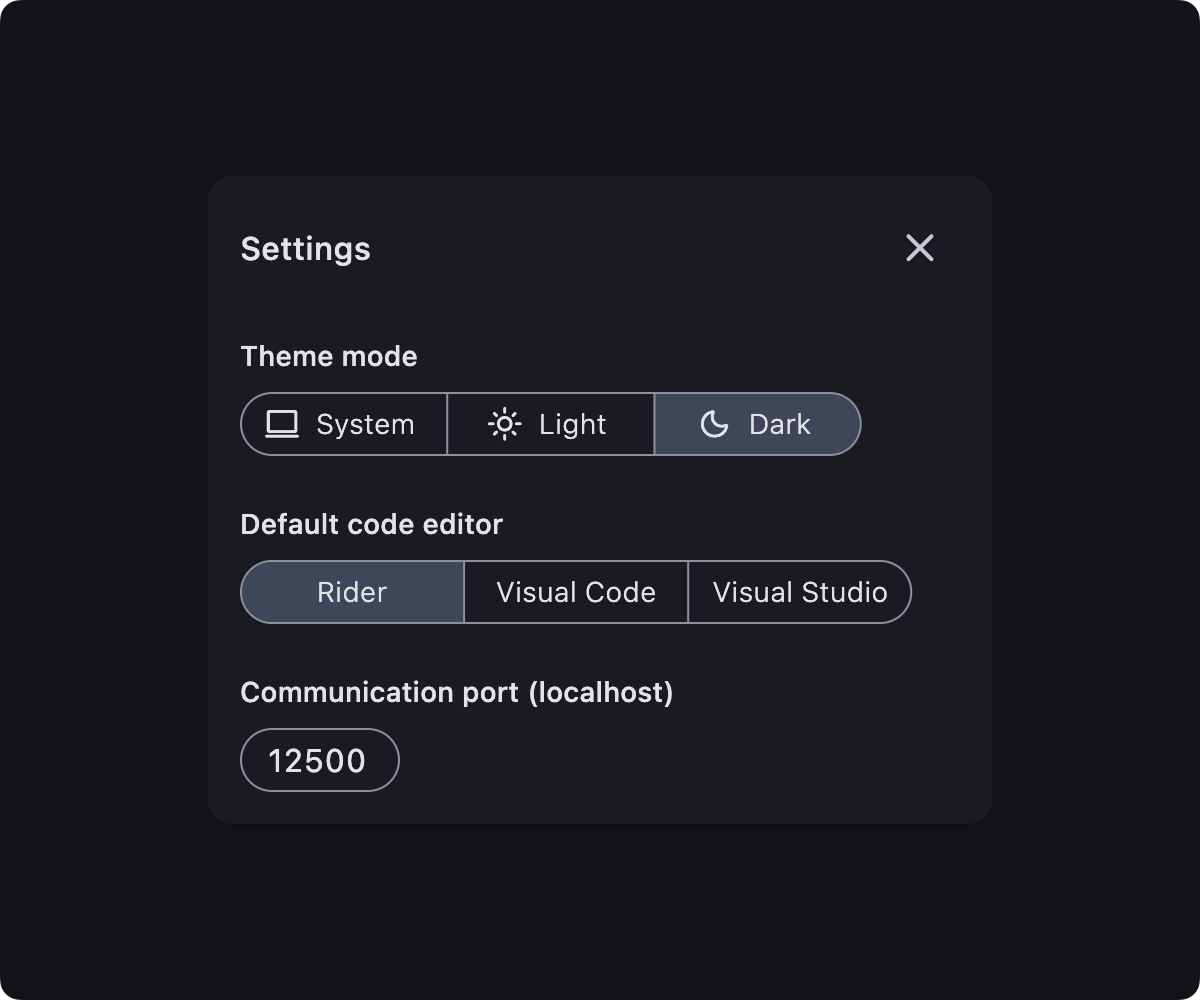 Settings
Theme mode
System Light Dark
Default code editor
Rider Visual Code Visual Studio
Communication port (localhost)
12500